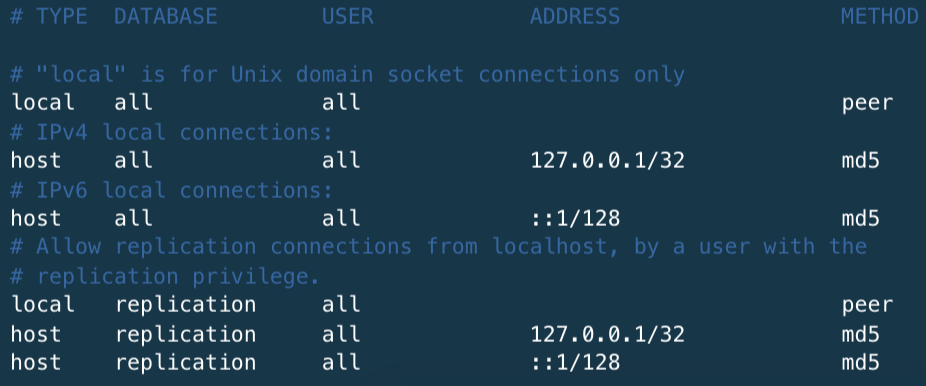 # TYPE  DATABASE        USER            ADDRESS                 METHOD
# "local" is for Unix domain socket connections only
local   all             all                                     peer
# IPv4 local connections:
host    all             all             127.0.0.1/32            md5
# IPv6 local connections:
host    all             all             ::1/128                 md5
# Allow replication connections from localhost, by a user with the
# replication privilege.
local   replication     all                                     peer
host    replication     all             127.0.0.1/32            md5
host    replication     all             ::1/128                 md5